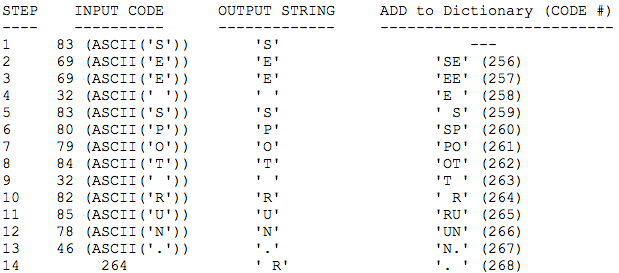 STEP INPUT CODE OUTPUT STRING ADD to Dictionary (CODE #)
---- ---------- ------------- --------------------------
1 83 (ASCII('S')) 'S' ---
2 69 (ASCII('E')) 'E' 'SE' (256)
3 69 (ASCII('E')) 'E' 'EE' (257)
4 32 (ASCII(' ')) ' ' 'E ' (258)
5 83 (ASCII('S')) 'S' ' S' (259)
6 80 (ASCII('P')) 'P' 'SP' (260)
7 79 (ASCII('O')) 'O' 'PO' (261)
8 84 (ASCII('T')) 'T' 'OT' (262)
9 32 (ASCII(' ')) ' ' 'T ' (263)
10 82 (ASCII('R')) 'R' ' R' (264)
11 85 (ASCII('U')) 'U' 'RU' (265)
12 78 (ASCII('N')) 'N' 'UN' (266)
13 46 (ASCII('.')) '.' 'N.' (267)
14 264 ' R' '. ' (268)